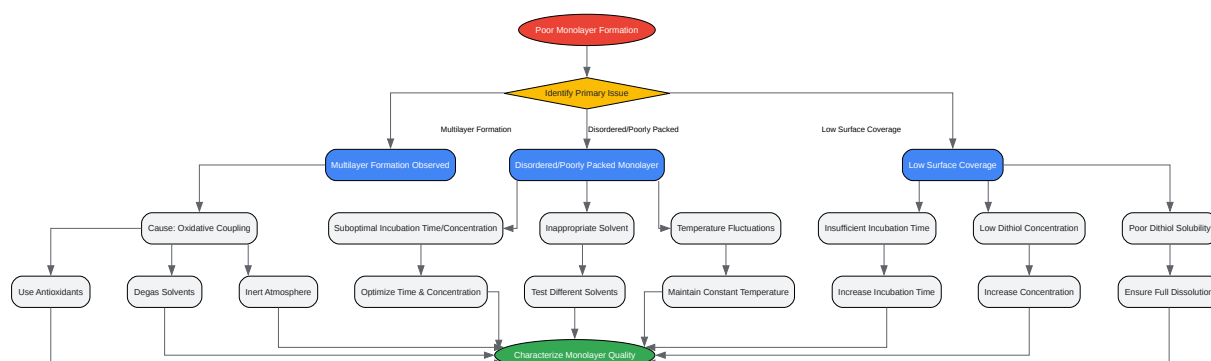 Poor Monolayer Formation
Identify Primary Issue
Multilayer Formation
Disordered/Poorly Packed
Low Surface Coverage
Multilayer Formation Observed
Disordered/Poorly Packed Monolayer
Low Surface Coverage
Cause: Oxidative Coupling
Suboptimal Incubation Time/Concentration
Inappropriate Solvent
Temperature Fluctuations
Insufficient Incubation Time
Low Dithiol Concentration
Poor Dithiol Solubility
Use Antioxidants
Degas Solvents
Inert Atmosphere
Optimize Time & Concentration
Test Different Solvents
Maintain Constant Temperature
Increase Incubation Time
Increase Concentration
Ensure Full Dissolution
Characterize Monolayer Quality